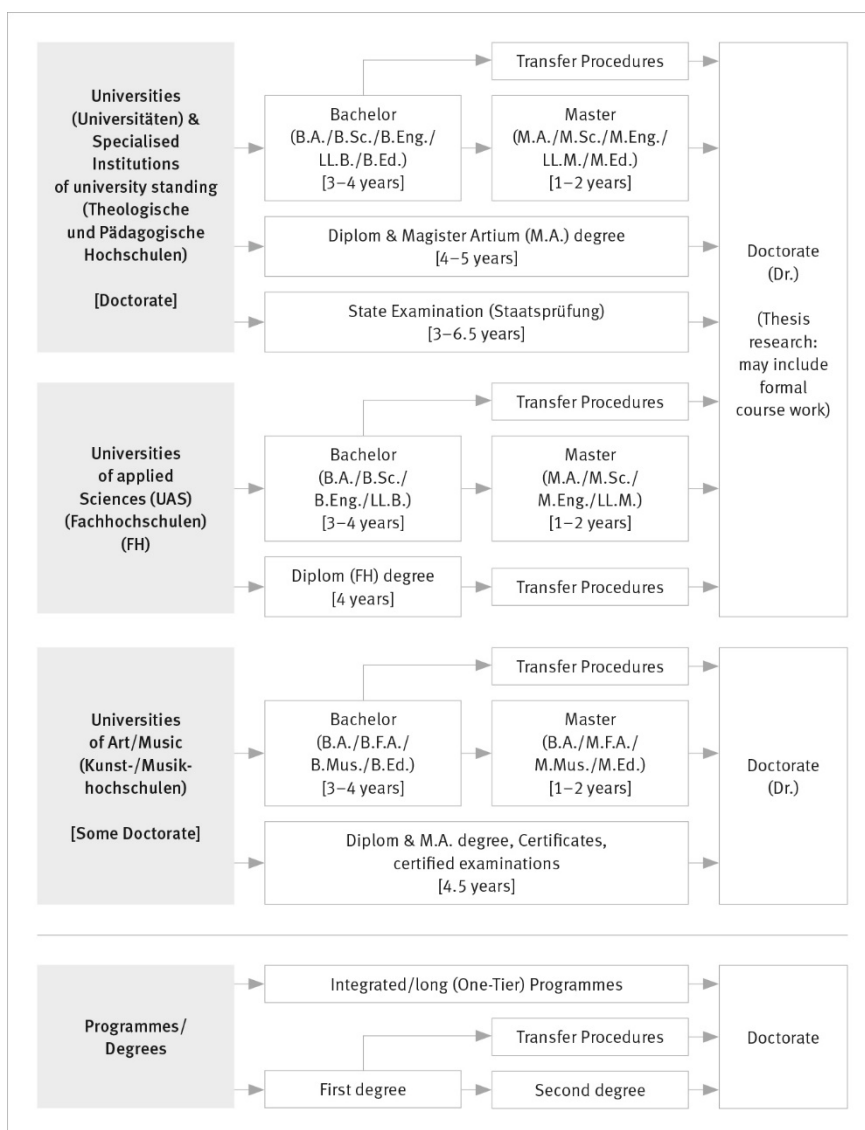 Universities
(Universitäten) &
Specialised
Institutions
of university standing
(Theologische
und Pädagogische
Hochschulen)
[Doctorate]
Transfer Procedures
Bachelor
(B.A./B.Sc./B.Eng./
LL.B./B.Ed.)
[3–4 years]
Master
(M.A./M.Sc./M.Eng./
LL.M./M.Ed.)
[1–2 years]
Diplom & Magister Artium (M.A.) degree
[4–5 years]
State Examination (Staatsprüfung)
[3–6.5 years]
Doctorate
(Dr.)
(Thesis
research:
may include
formal
course work)
Universities
of applied
Sciences (UAS)
(Fachhochschulen)
(FH)
Transfer Procedures
Bachelor
(B.A./B.Sc./
B.Eng./LL.B.)
[3–4 years]
Master
(M.A./M.Sc./
M.Eng./LL.M.)
[1–2 years]
Diplom (FH) degree
[4 years]
Transfer Procedures
Universities
of Art/Music
(Kunst-/Musik-
hochschulen)
[Some Doctorate]
Transfer Procedures
Bachelor
(B.A./B.F.A./
B.Mus./B.Ed.)
[3–4 years]
Master
(B.A./M.F.A./
M.Mus./M.Ed.)
[1–2 years]
Diplom & M.A. degree, Certificates,
certified examinations
[4.5 years]
Doctorate
(Dr.)
Programmes/
Degrees
Integrated/long (One-Tier) Programmes
Transfer Procedures
First degree
Second degree
Doctorate